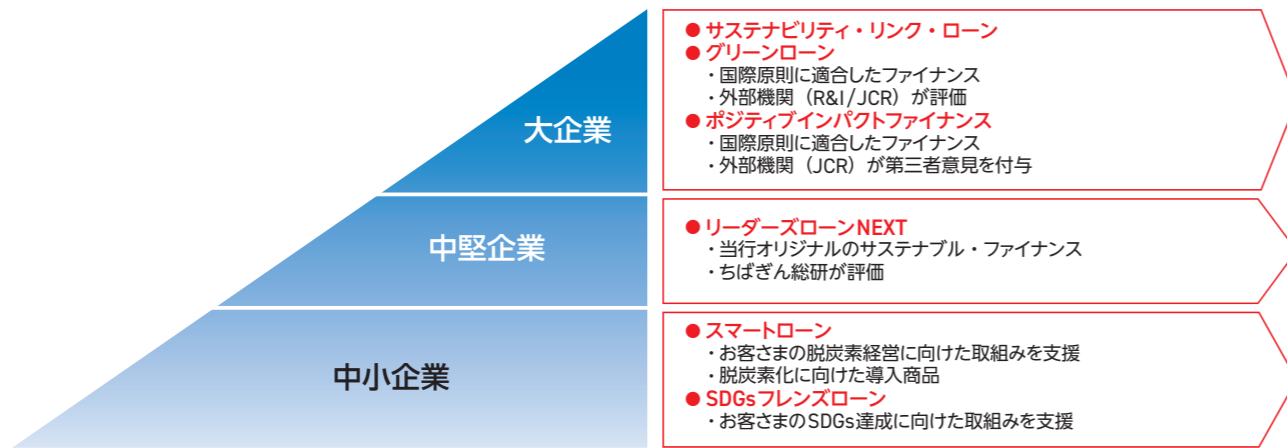 大企業
● サステナビリティ・リンク・ローン
● グリーンローン
・国際原則に適合したファイナンス
・外部機関（R&I/JCR）が評価
● ポジティブインパクトファイナンス
・国際原則に適合したファイナンス
・外部機関（JCR）が第三者意見を付与
中堅企業
● リーダーズローンNEXT
・当行オリジナルのサステナブル・ファイナンス
・ちばぎん総研が評価
中小企業
● スマートローン
・お客さまの脱炭素経営に向けた取組みを支援
・脱炭素化に向けた導入商品
● SDGsフレンズローン
・お客さまのSDGs達成に向けた取組みを支援